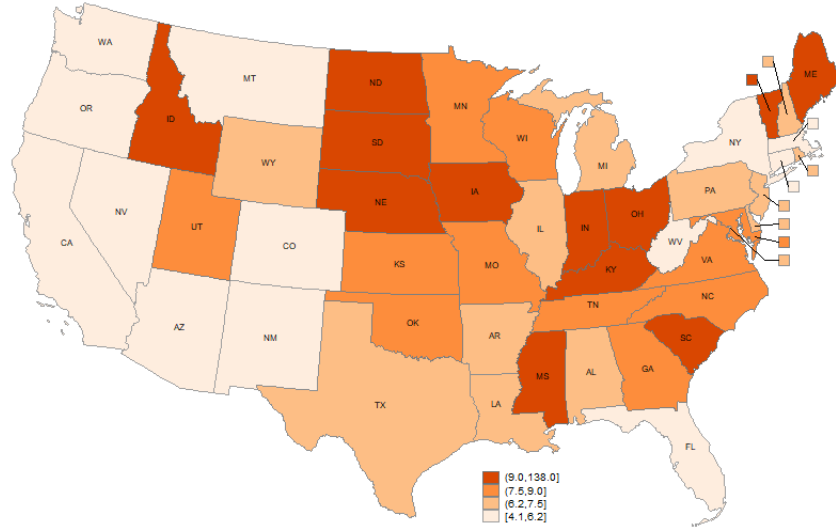 WA
MT
ND
MN
ME
OR
ID
SD
WI
MI
NY
WY
NE
IA
PA
NV
UT
CO
IL
IN
OH
WV
CA
KS
MO
KY
VA
AZ
NM
OK
AR
TN
NC
TX
LA
MS
AL
GA
SC
FL
(9.0,138.0]
(7.5,9.0]
(6.2,7.5]
[4.1,6.2]